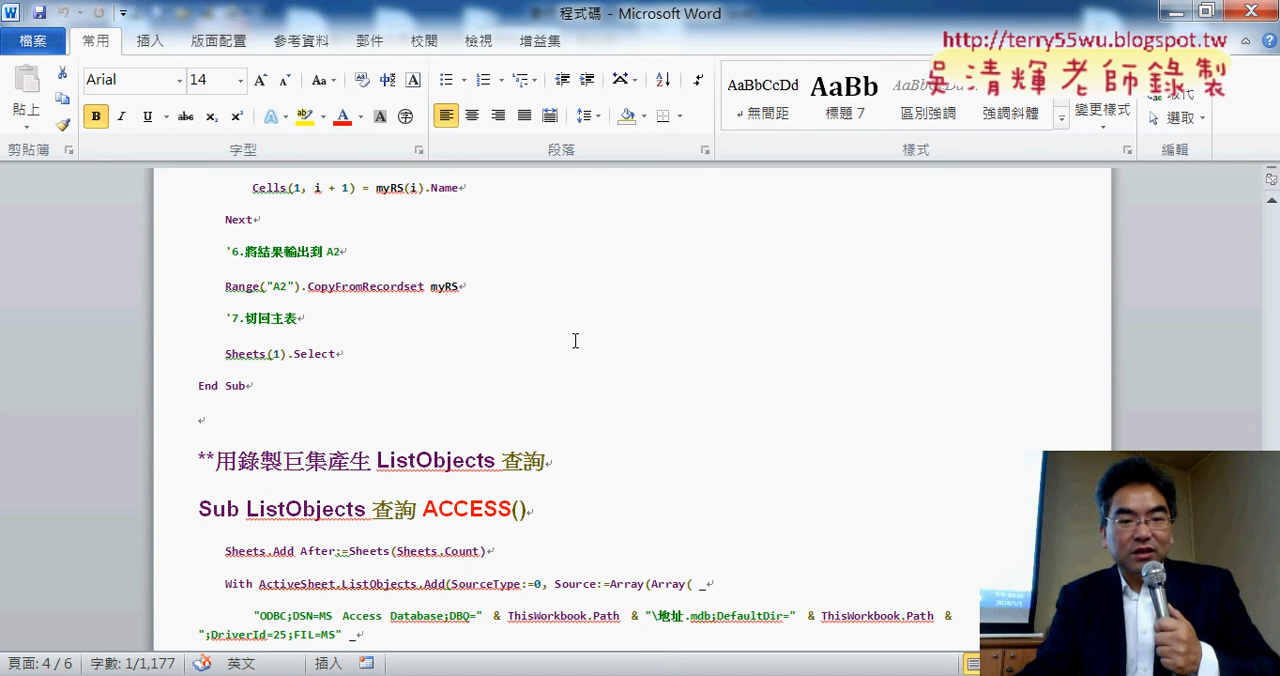 程式碼 - Microsoft Word
檔案 常用 插入 版面配置 參考資料 郵件 校閱 檢視 增益集
http://terry55wu.blogspot.tw
吳清輝老師錄製
貼上
Arial 14
AaBbCcDd AaBb AaBbCcDd
無間距 標題 7 區別強調 強調斜體 變更樣式
取代
選取
剪貼簿 字型 段落 樣式 編輯
Cells(1, i + 1) = myRS(i).Name
Next
'6.將結果輸出到 A2
Range("A2").CopyFromRecordset myRS
'7.切回主表
Sheets(1).Select
End Sub
**用錄製巨集產生 ListObjects 查詢
Sub ListObjects 查詢 ACCESS()
Sheets.Add After:=Sheets(Sheets.Count)
With ActiveSheet.ListObjects.Add(SourceType:=0, Source:=Array(Array( _
"ODBC;DSN=MS Access Database;DBQ=" & ThisWorkbook.Path & "\地址.mdb;DefaultDir=" & ThisWorkbook.Path &
";DriverId=25;FIL=MS" _
頁面: 4 / 6 字數: 1/1,177 英文 插入